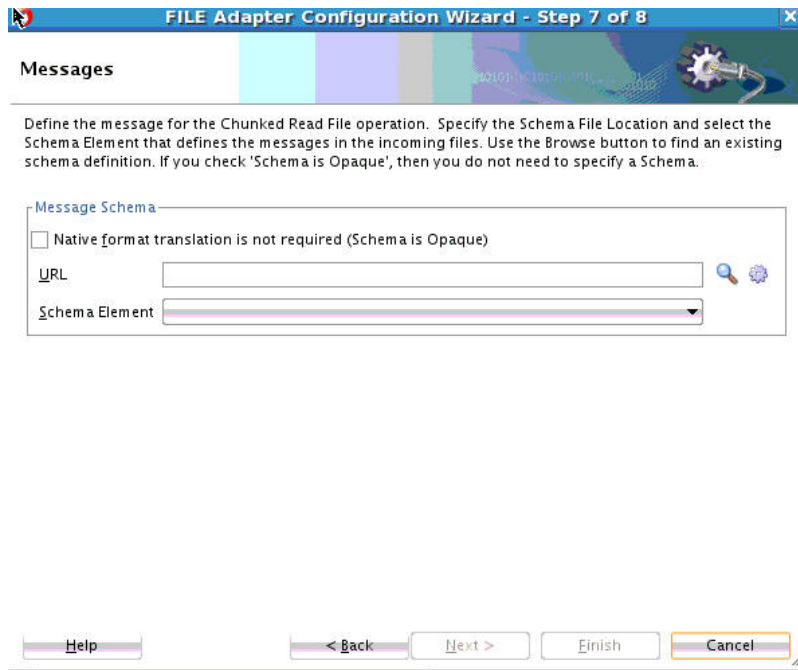 FILE Adapter Configuration Wizard - Step 7 of 8
Messages
Define the message for the Chunked Read File operation. Specify the Schema File Location and select the
Schema Element that defines the messages in the incoming files. Use the Browse button to find an existing
schema definition. If you check 'Schema is Opaque', then you do not need to specify a Schema.
Message Schema
Native format translation is not required (Schema is Opaque)
URL
Schema Element
Help
< Back
Next >
Finish
Cancel